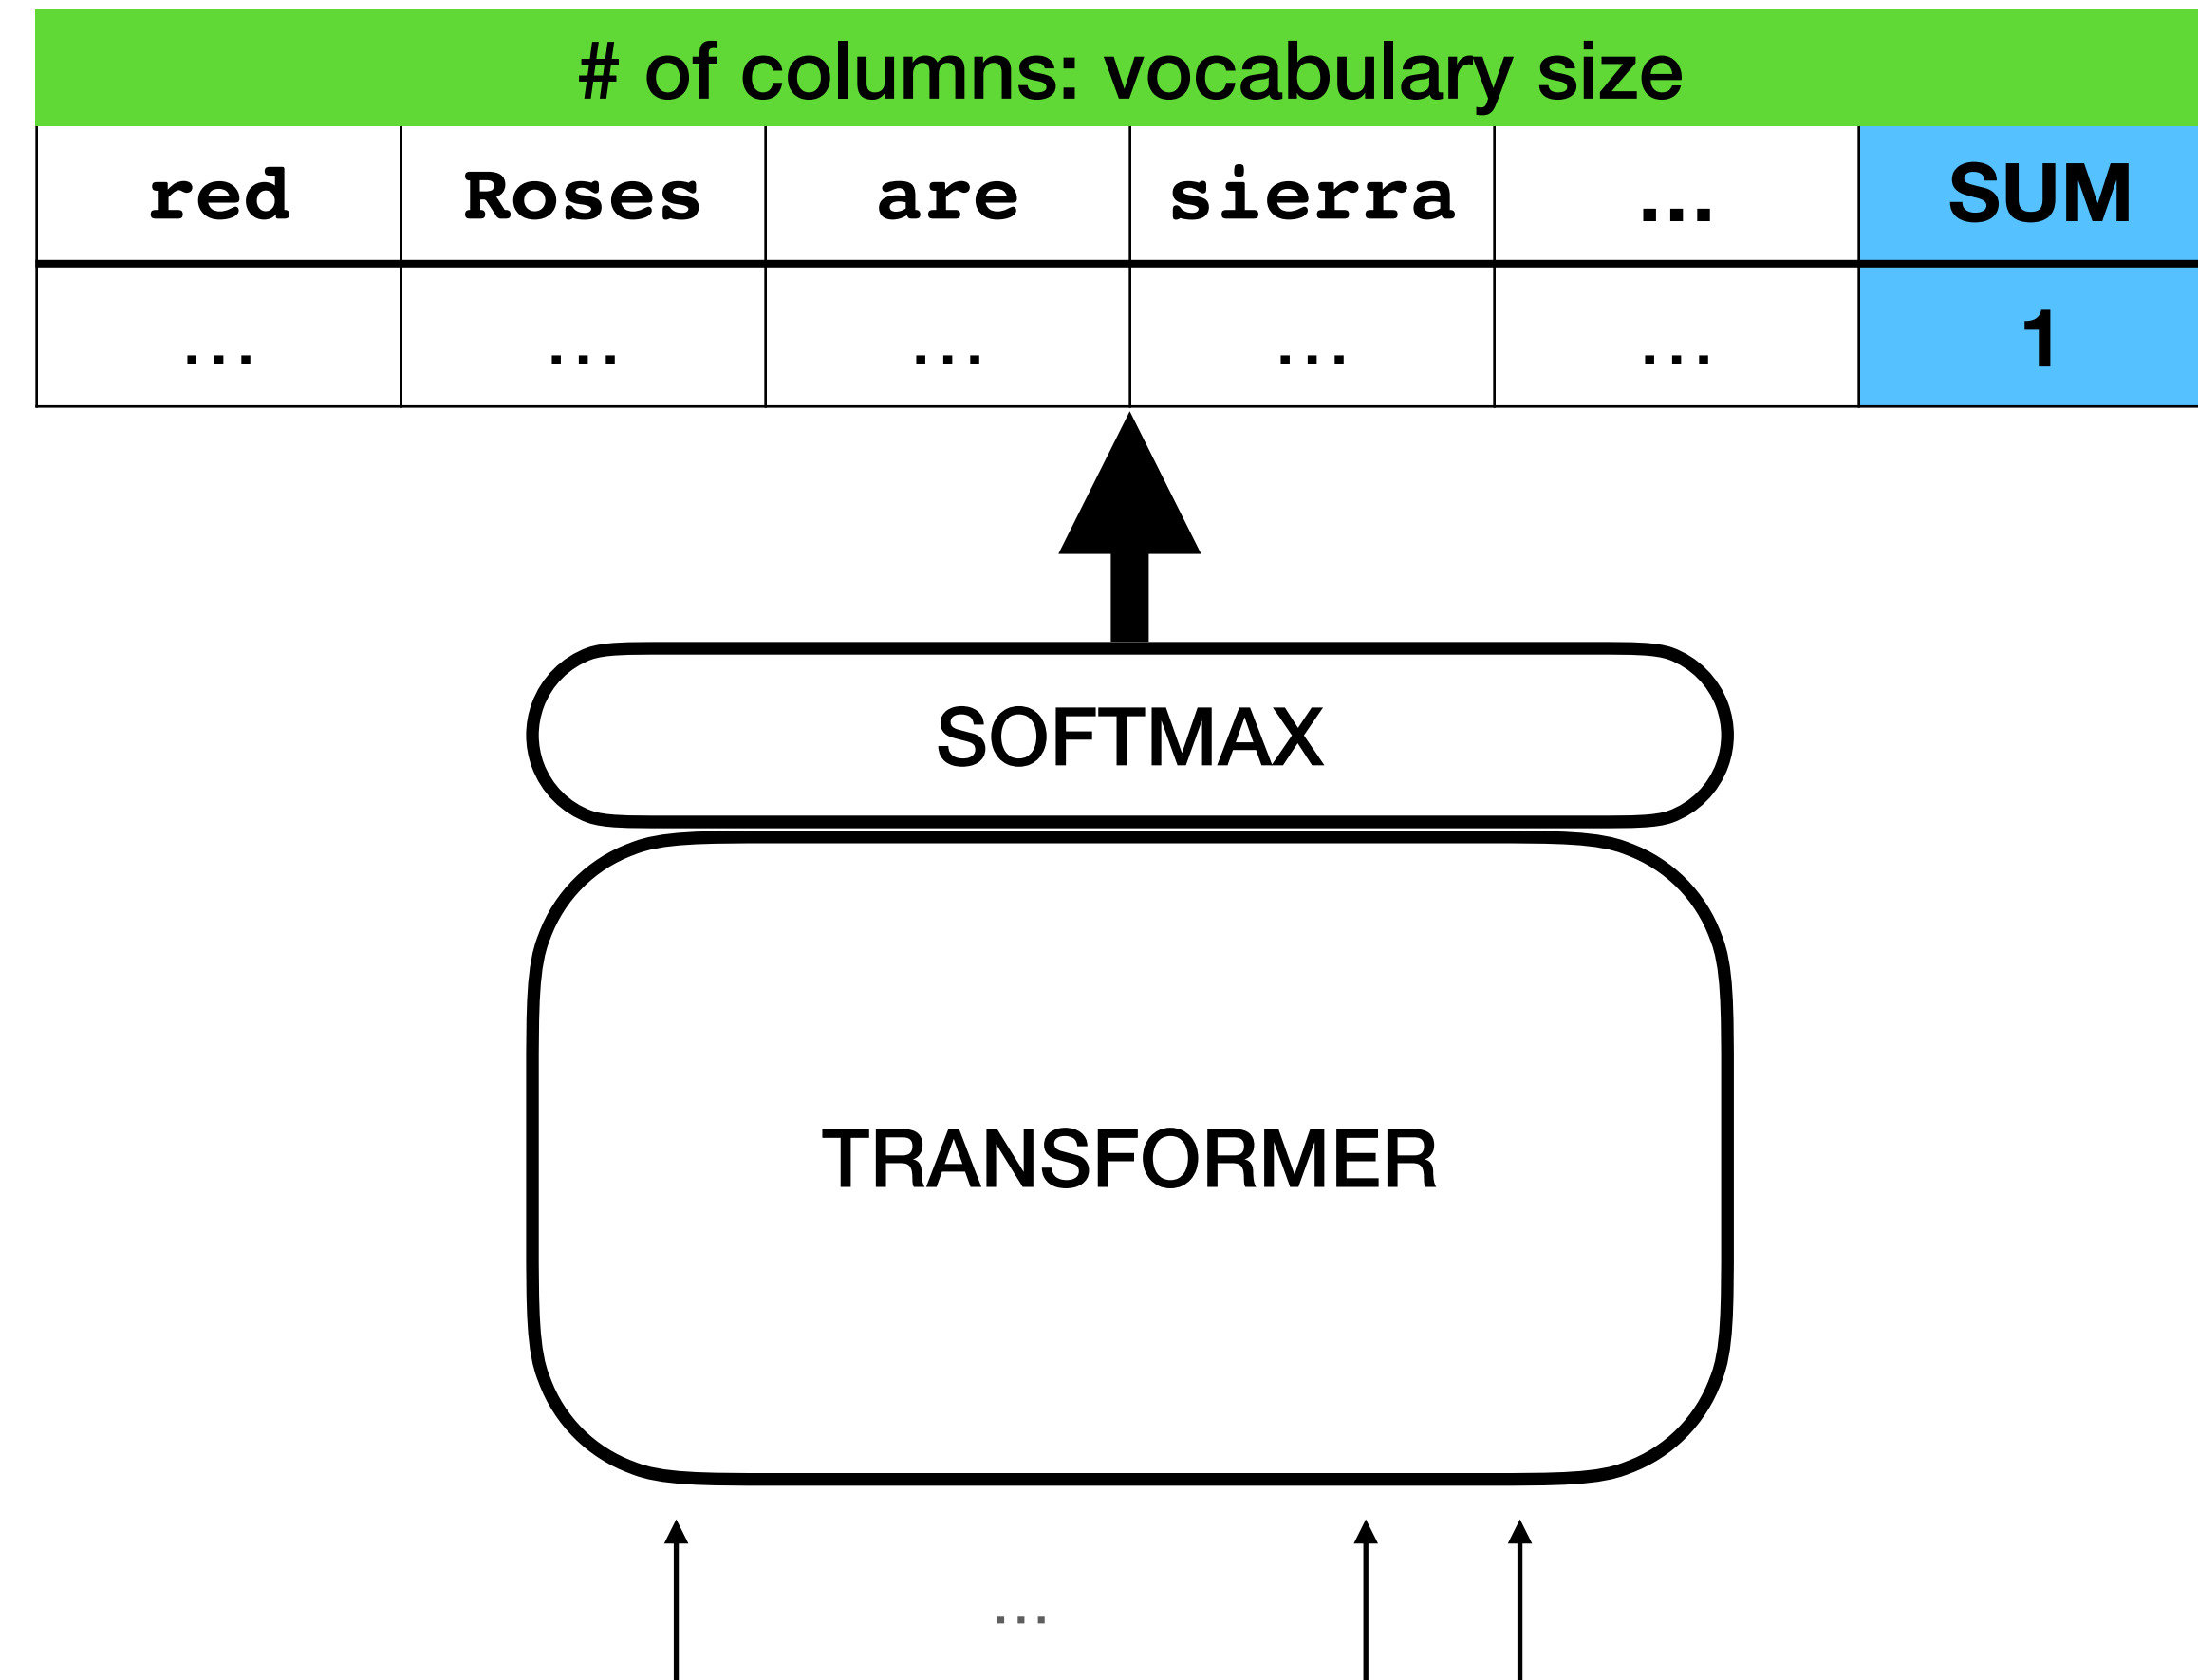 # of columns: vocabulary size
red Roses are sierra ... SUM
... ... ... ... ... 1
SOFTMAX
TRANSFORMER
...